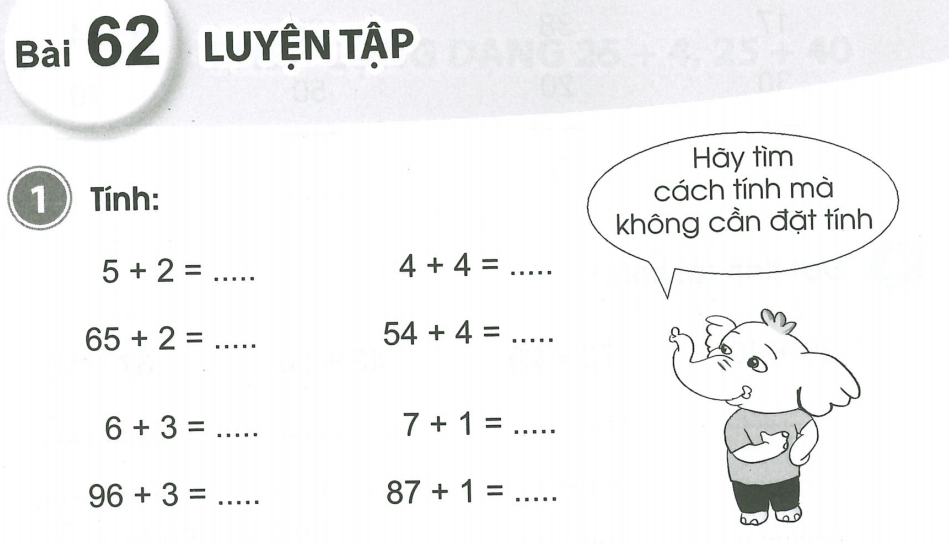 Bài 62 LUYỆN TẬP
Hãy tìm
cách tính mà
không cần đặt tính
1 Tính:
5 + 2 = ..... 4 + 4 = .....
65 + 2 = ..... 54 + 4 = .....
6 + 3 = ..... 7 + 1 = .....
96 + 3 = ..... 87 + 1 = .....